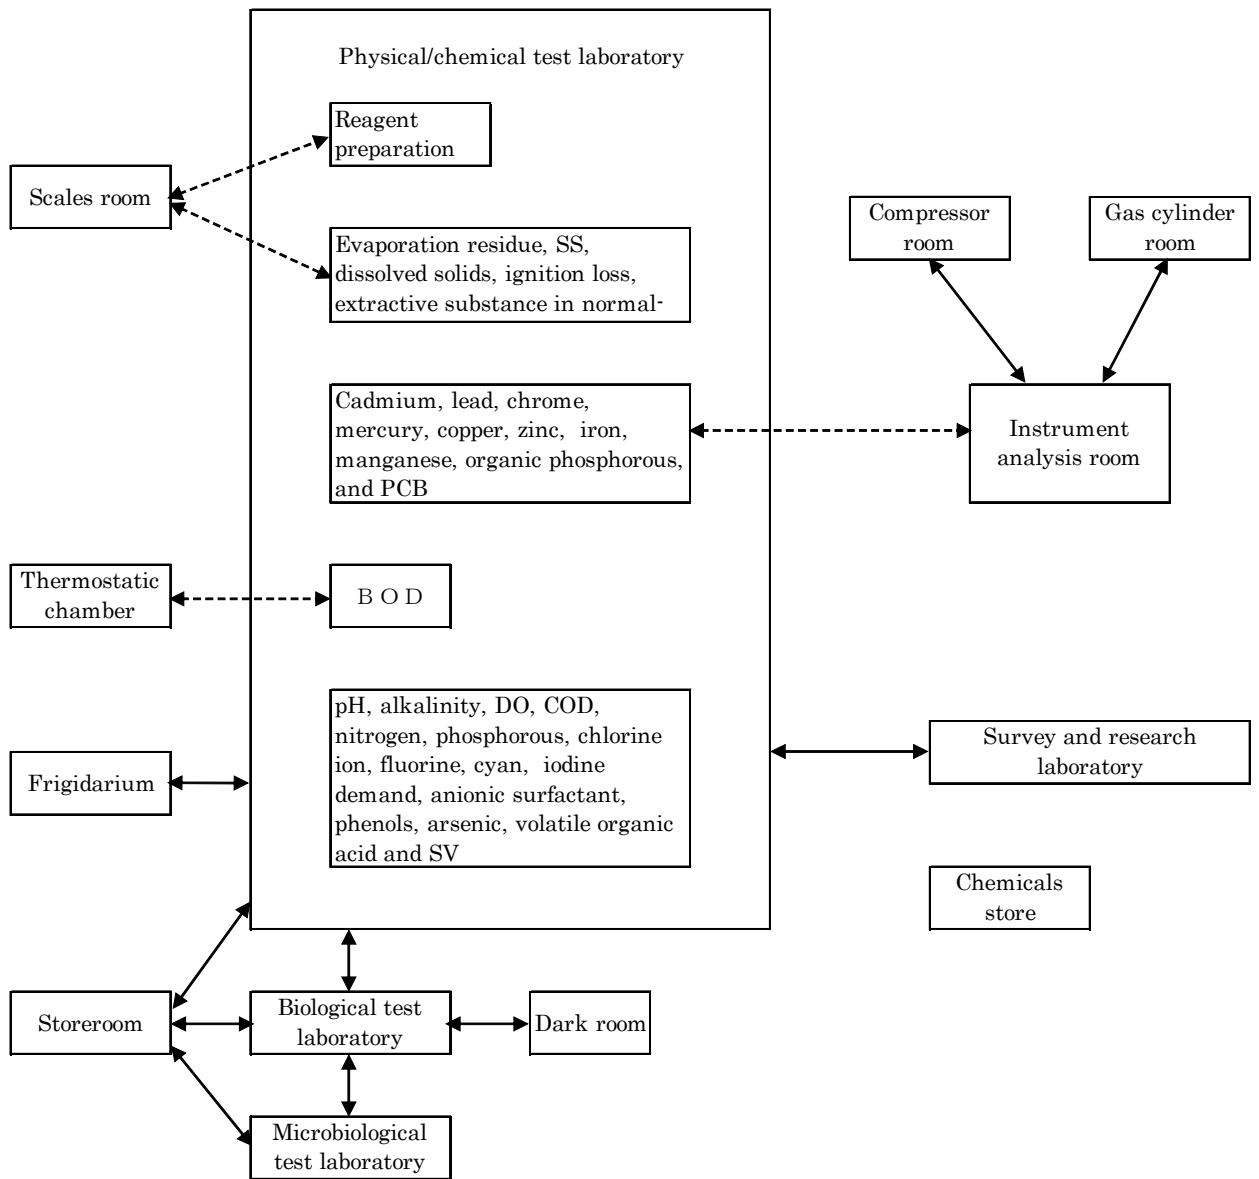 Physical/chemical test laboratory
Reagent
preparation
Scales room
Compressor
room
Gas cylinder
room
Evaporation residue, SS,
dissolved solids, ignition loss,
extractive substance in normal-
Cadmium, lead, chrome,
mercury, copper, zinc, iron,
manganese, organic phosphorous,
and PCB
Instrument
analysis room
Thermostatic
chamber
B O D
pH, alkalinity, DO, COD,
nitrogen, phosphorous, chlorine
ion, fluorine, cyan, iodine
demand, anionic surfactant,
phenols, arsenic, volatile organic
acid and SV
Frigidarium
Survey and research
laboratory
Chemicals
store
Storeroom
Biological test
laboratory
Dark room
Microbiological
test laboratory